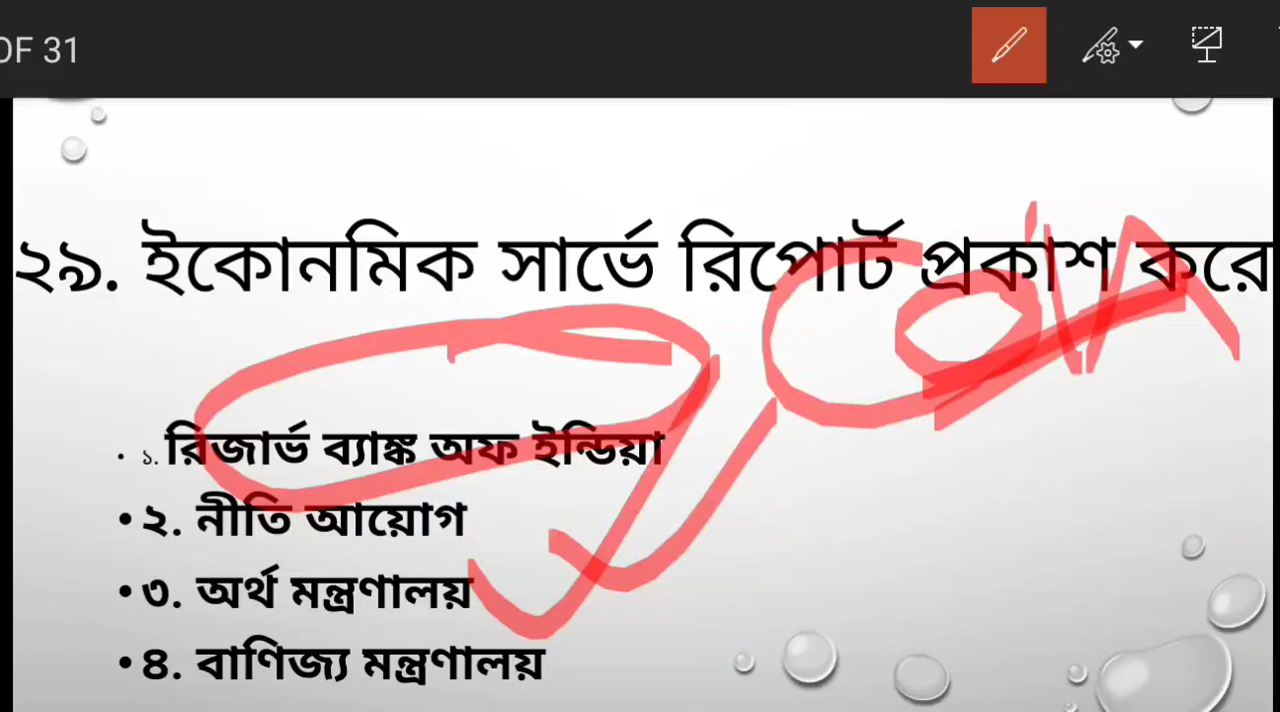 OF 31
২৯. ইকোনমিক সার্ভে রিপোর্ট প্রকাশ করে
• ১. রিজার্ভ ব্যাঙ্ক অফ ইন্ডিয়া
• ২. নীতি আয়োগ
• ৩. অর্থ মন্ত্রণালয়
• ৪. বাণিজ্য মন্ত্রণালয়